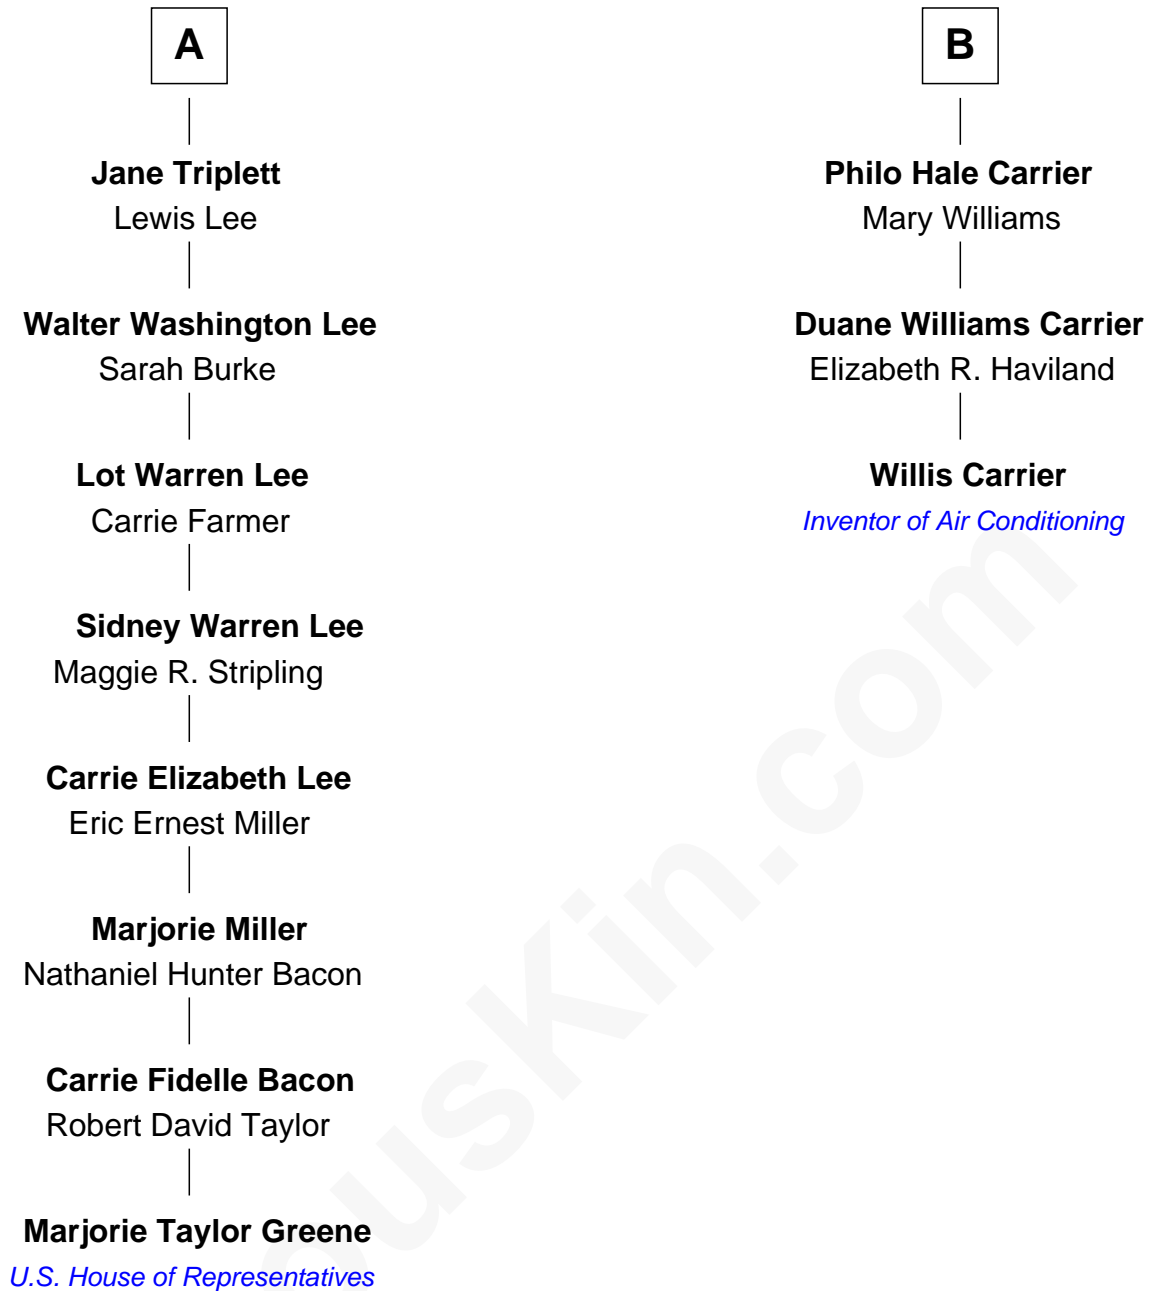 A
Jane Triplett
Lewis Lee
Walter Washington Lee
Sarah Burke
Lot Warren Lee
Carrie Farmer
Sidney Warren Lee
Maggie R. Stripling
Carrie Elizabeth Lee
Eric Ernest Miller
Marjorie Miller
Nathaniel Hunter Bacon
Carrie Fidelle Bacon
Robert David Taylor
Marjorie Taylor Greene
U.S. House of Representatives
B
Philo Hale Carrier
Mary Williams
Duane Williams Carrier
Elizabeth R. Haviland
Willis Carrier
Inventor of Air Conditioning
ousKin.com